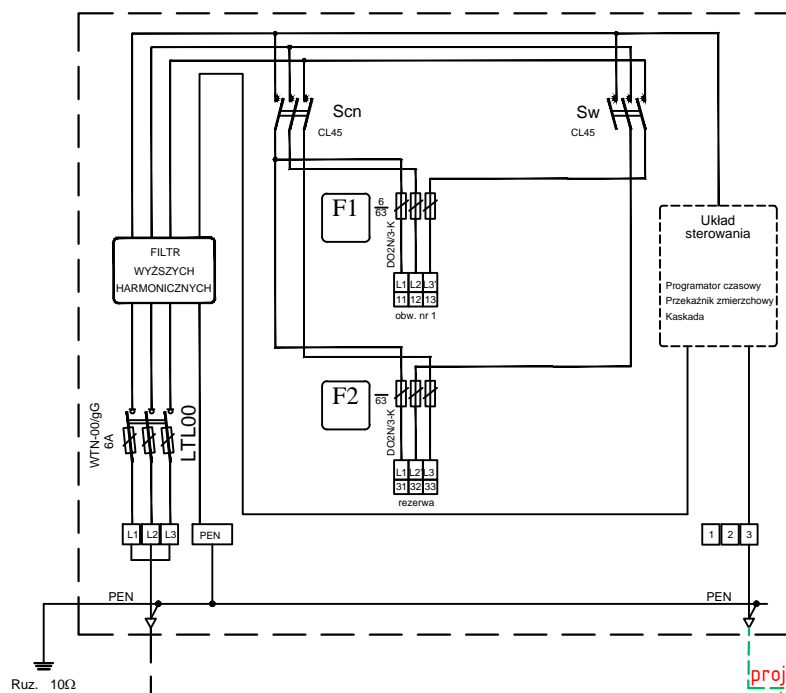 Scn
CL45
Sw
CL45
F1
6
63
DO2N/3-K
L1 L2 L3'
11 12 13
obw. nr 1
Układ
sterowania
Programator czasowy
Przekaźnik zmierzchowy
Kaskada
FILTR
WYŻSZYCH
HARMONICZNYCH
F2
63
DO2N/3-K
L1 L2' L3
31 32 33
rezerwa
WTN-00/gG
6A
LTL00
L1 L2 L3 PEN
1 2 3
PEN
PEN
Ruz. 10Ω
proj